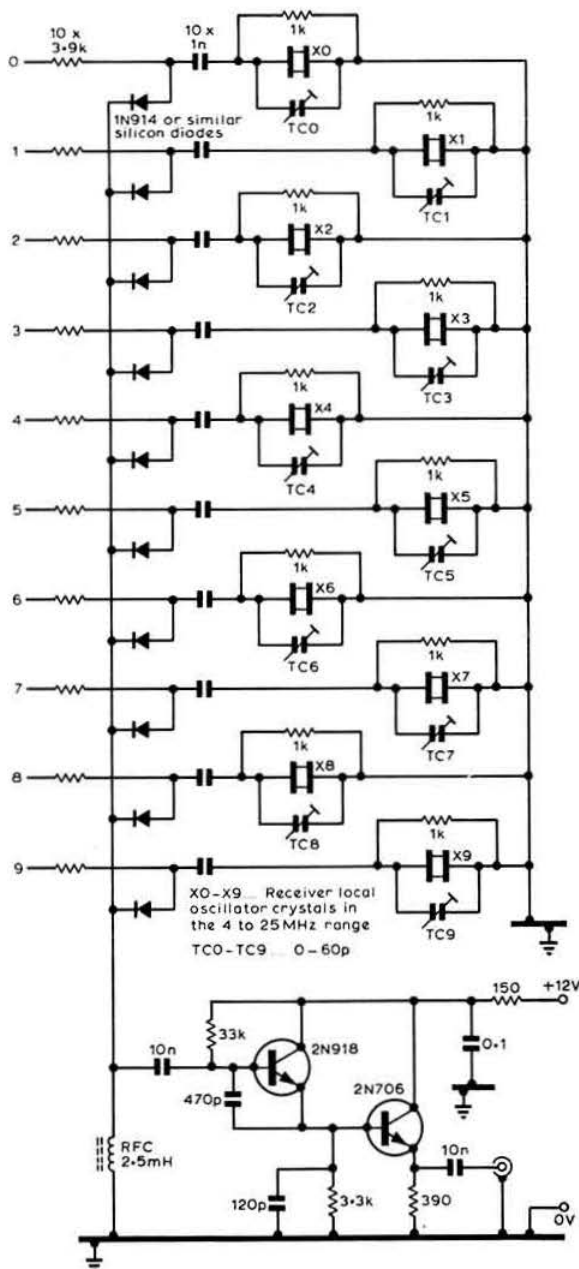 10 x
3·9k
10 x
1n
1k
0
X0
TC0
1N914 or similar
silicon diodes
1k
1
X1
TC1
1k
2
X2
TC2
1k
3
X3
TC3
1k
4
X4
TC4
1k
5
X5
TC5
1k
6
X6
TC6
1k
7
X7
TC7
1k
8
X8
TC8
1k
9
X9
TC9
X0-X9... Receiver local
oscillator crystals in
the 4 to 25MHz range
TC0-TC9... 0-60p
150
+12V
33k
10n
2N918
0·1
470p
2N706
10n
RFC
2·5mH
120p
3·3k
390
0V